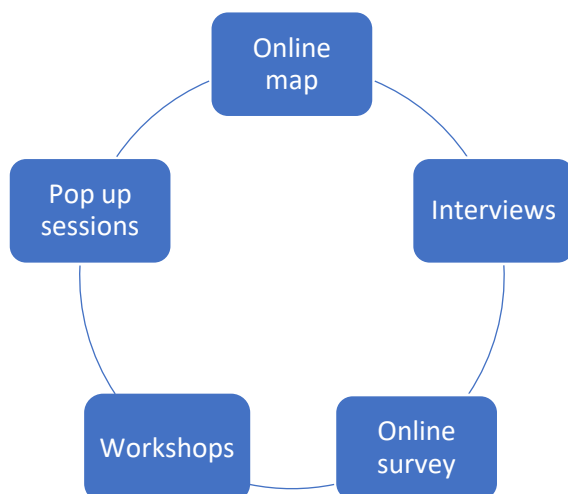 Online
map
Interviews
Online
survey
Workshops
Pop up
sessions